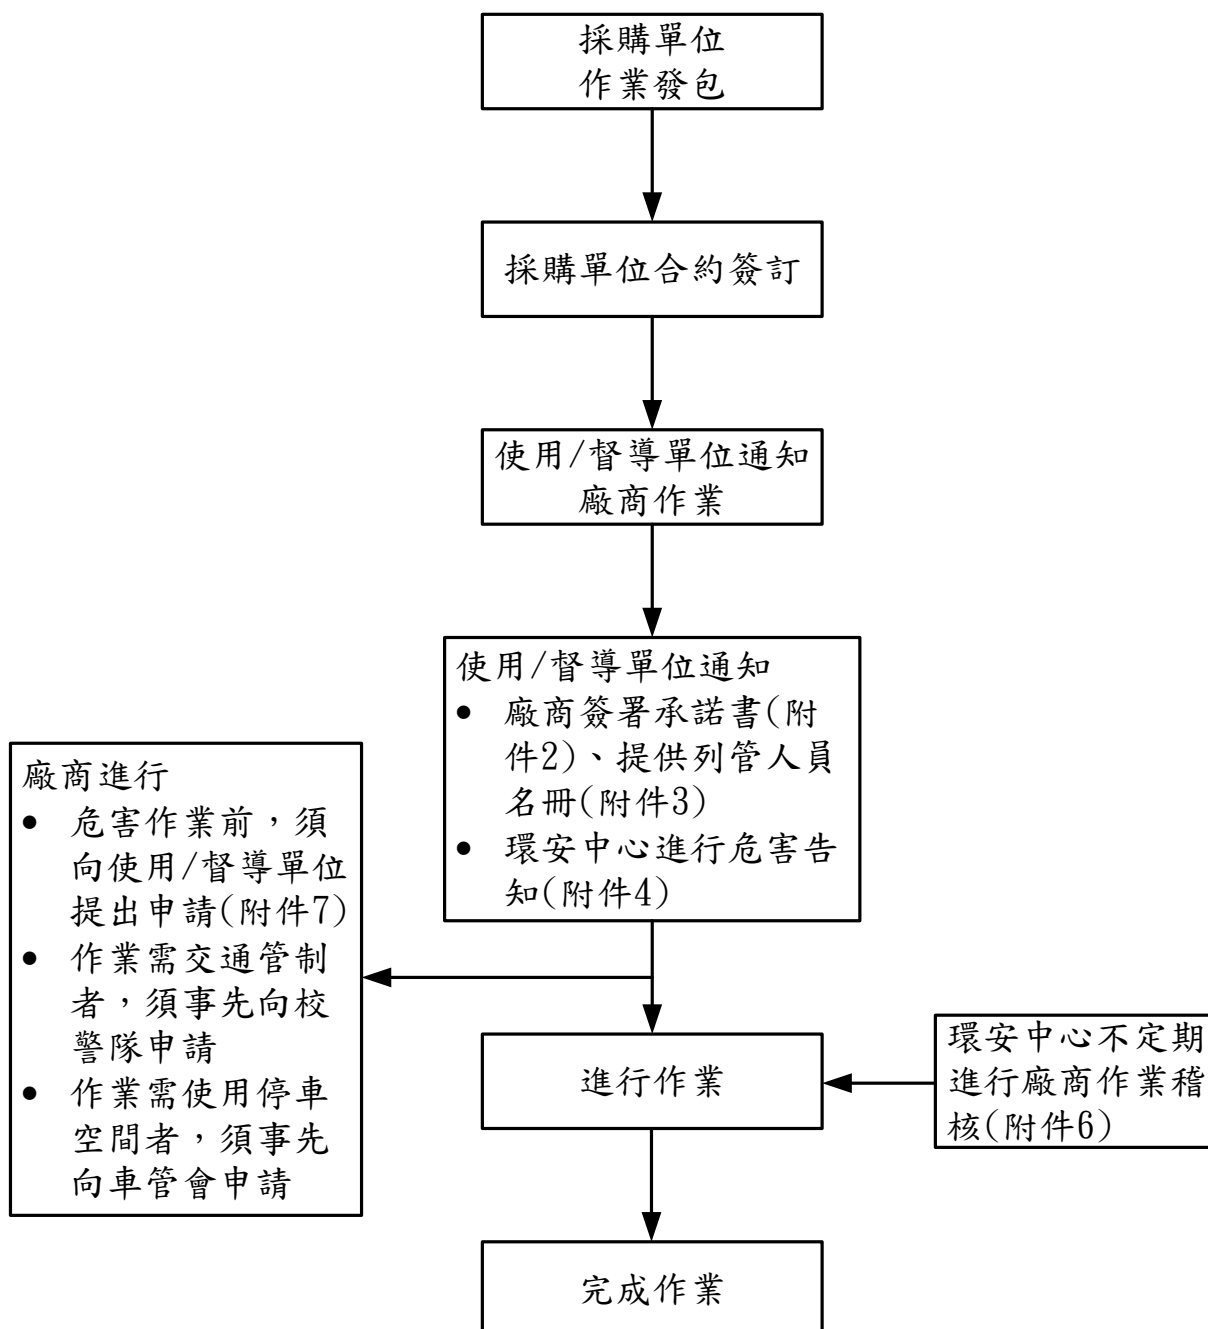 採購單位
作業發包
採購單位合約簽訂
使用/督導單位通知
廠商作業
使用/督導單位通知
• 廠商簽署承諾書(附
件2)、提供列管人員
名冊(附件3)
• 環安中心進行危害告
知(附件4)
廠商進行
• 危害作業前，須
向使用/督導單位
提出申請(附件7)
• 作業需交通管制
者，須事先向校
警隊申請
• 作業需使用停車
空間者，須事先
向車管會申請
進行作業
環安中心不定期
進行廠商作業稽
核(附件6)
完成作業